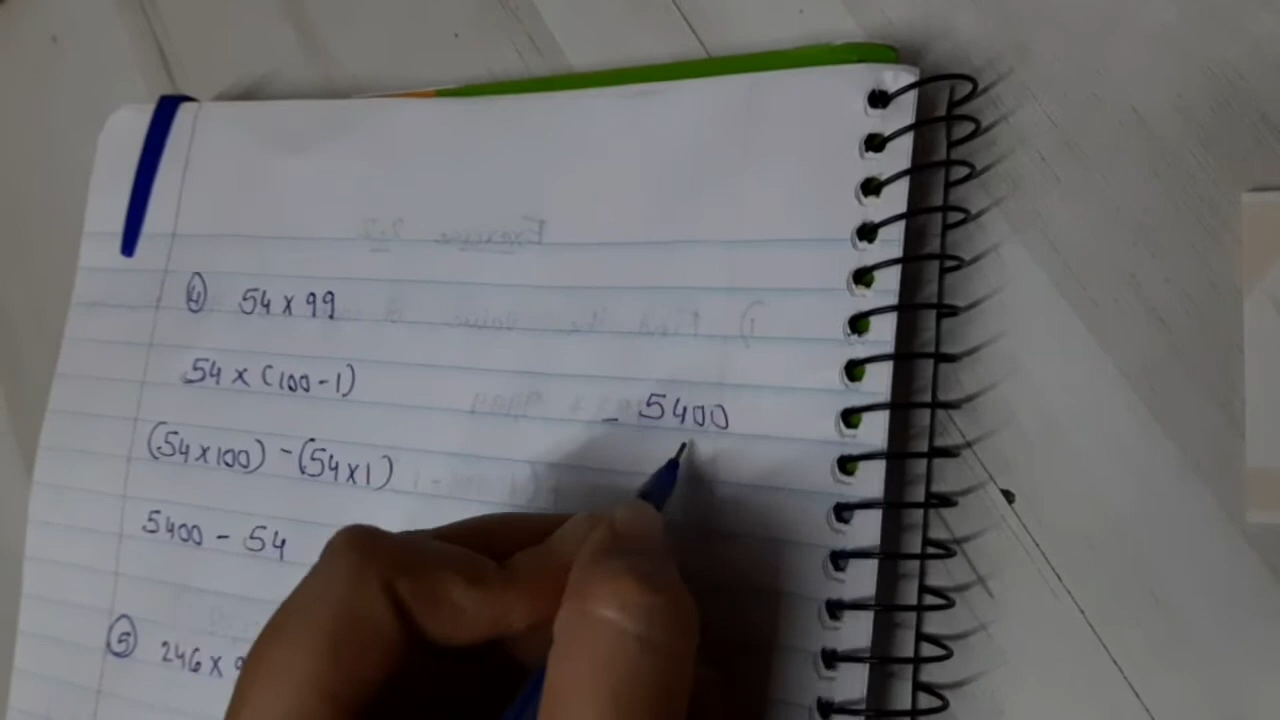 ④ 54 x 99
54 x (100 - 1)
(54 x 100) - (54 x 1)
5400 - 54
- 5400
⑤ 246 x